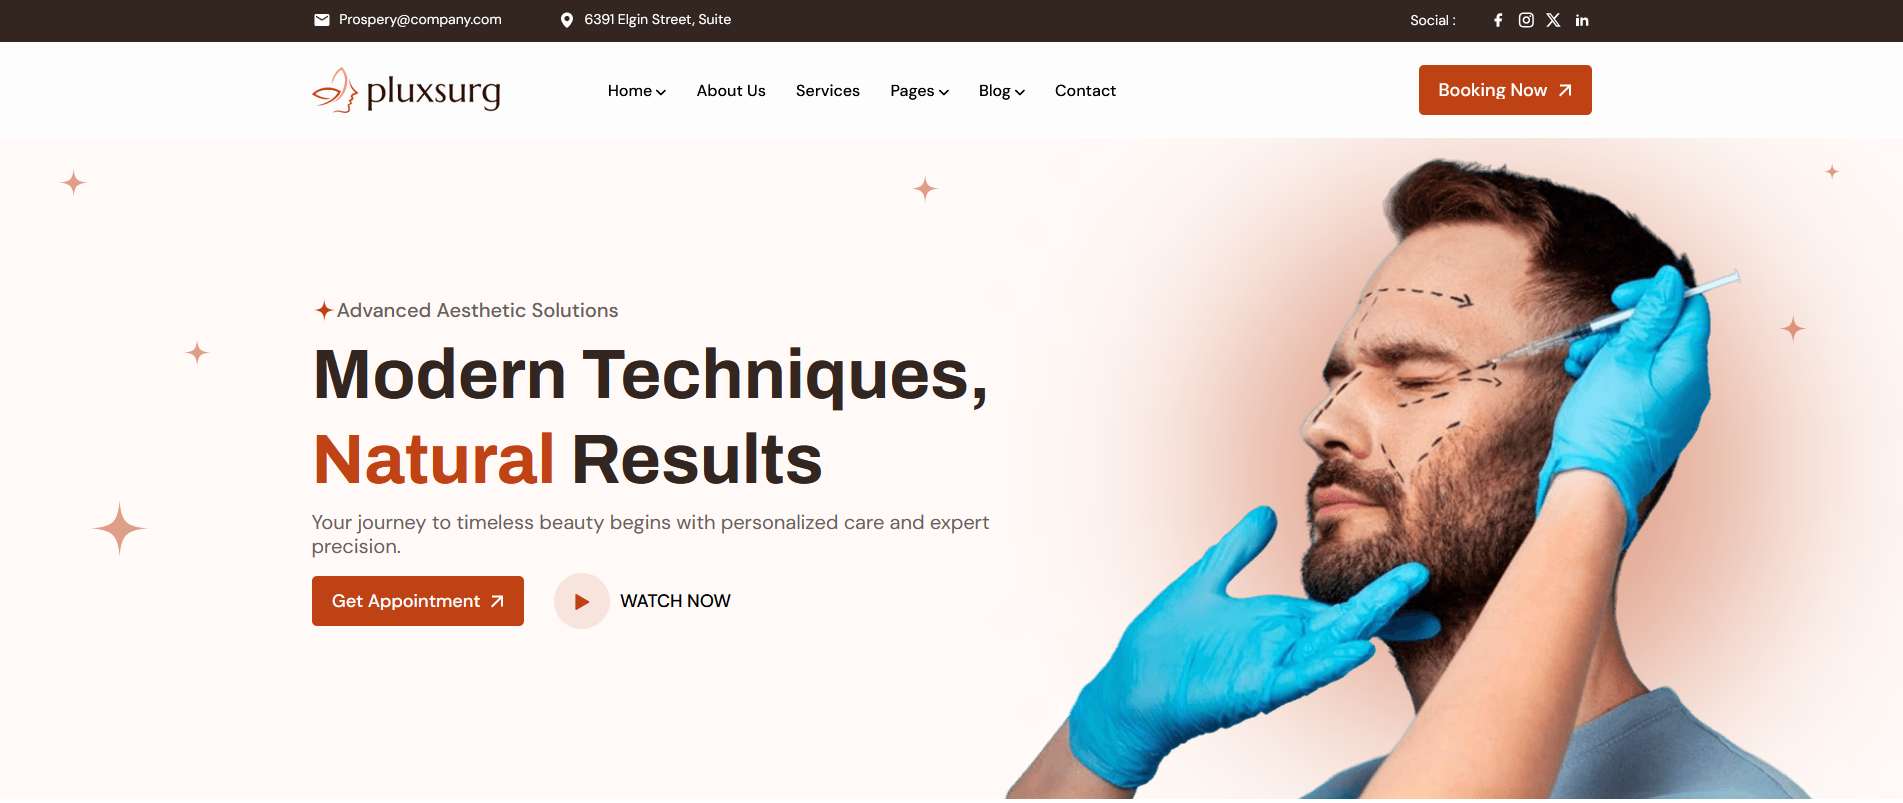 Prospery@company.com
6391 Elgin Street, Suite
Social :
pluxsurg
Home
About Us
Services
Pages
Blog
Contact
Booking Now
Advanced Aesthetic Solutions
Modern Techniques,
Natural Results
Your journey to timeless beauty begins with personalized care and expert
precision.
Get Appointment
WATCH NOW